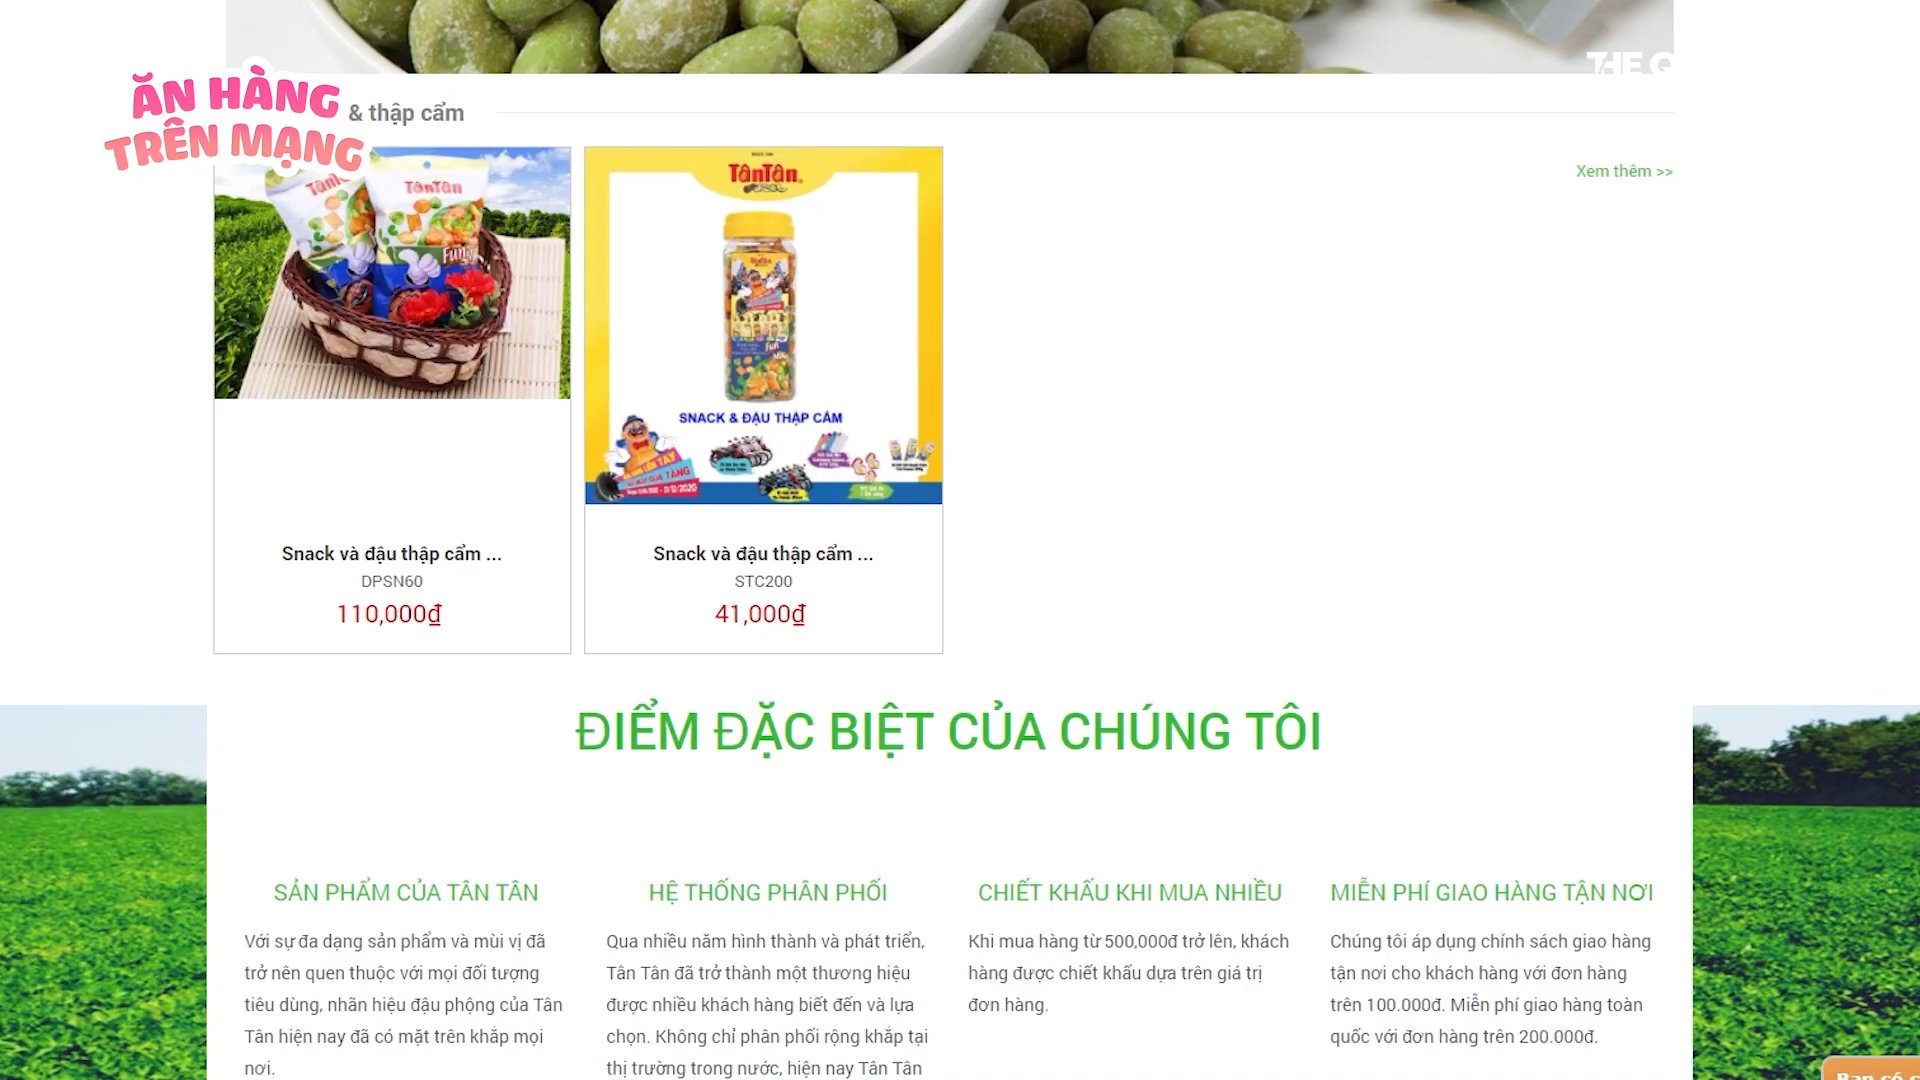 THE
ĂN HÀNG
TRÊN MẠNG
& thập cẩm
Xem thêm >>
TânTân
TânTân
TânTân
TânTân
Fun
Fun
SNACK & ĐẬU THẬP CẨM
Snack và đậu thập cẩm ...
DPSN60
110,000₫
Snack và đậu thập cẩm ...
STC200
41,000₫
ĐIỂM ĐẶC BIỆT CỦA CHÚNG TÔI
SẢN PHẨM CỦA TÂN TÂN
Với sự đa dạng sản phẩm và mùi vị đã
trở nên quen thuộc với mọi đối tượng
tiêu dùng, nhãn hiệu đậu phộng của Tân
Tân hiện nay đã có mặt trên khắp mọi
nơi.
HỆ THỐNG PHÂN PHỐI
Qua nhiều năm hình thành và phát triển,
Tân Tân đã trở thành một thương hiệu
được nhiều khách hàng biết đến và lựa
chọn. Không chỉ phân phối rộng khắp tại
thị trường trong nước, hiện nay Tân Tân
CHIẾT KHẤU KHI MUA NHIỀU
Khi mua hàng từ 500,000đ trở lên, khách
hàng được chiết khấu dựa trên giá trị
đơn hàng.
MIỄN PHÍ GIAO HÀNG TẬN NƠI
Chúng tôi áp dụng chính sách giao hàng
tận nơi cho khách hàng với đơn hàng
trên 100.000đ. Miễn phí giao hàng toàn
quốc với đơn hàng trên 200.000đ.